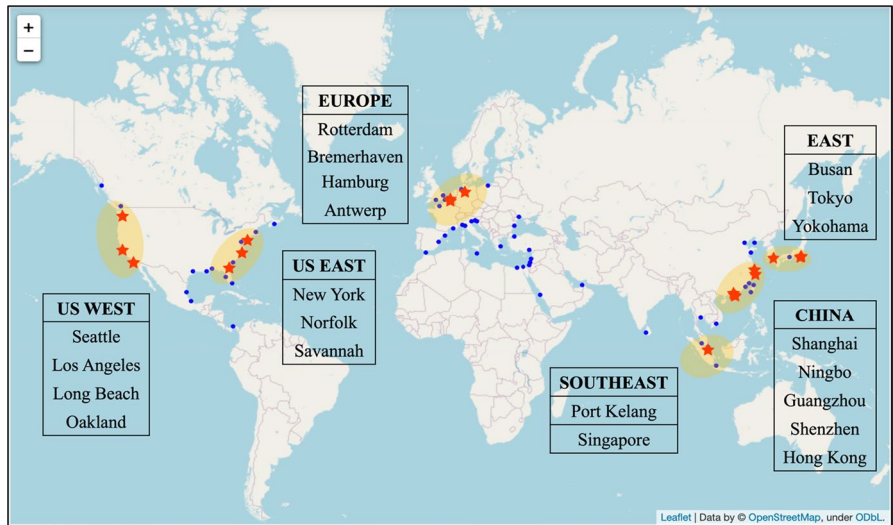 +
−
EUROPE
Rotterdam
Bremerhaven
Hamburg
Antwerp
EAST
Busan
Tokyo
Yokohama
US EAST
New York
Norfolk
Savannah
US WEST
Seattle
Los Angeles
Long Beach
Oakland
CHINA
Shanghai
Ningbo
Guangzhou
Shenzhen
Hong Kong
SOUTHEAST
Port Kelang
Singapore
Leaflet | Data by © OpenStreetMap, under ODbL.